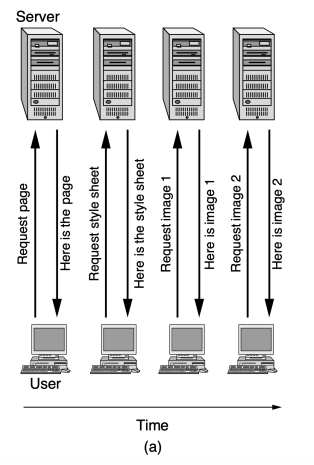 Server
Request page
Here is the page
Request style sheet
Here is the style sheet
Request image 1
Here is image 1
Request image 2
Here is image 2
User
Time
(a)